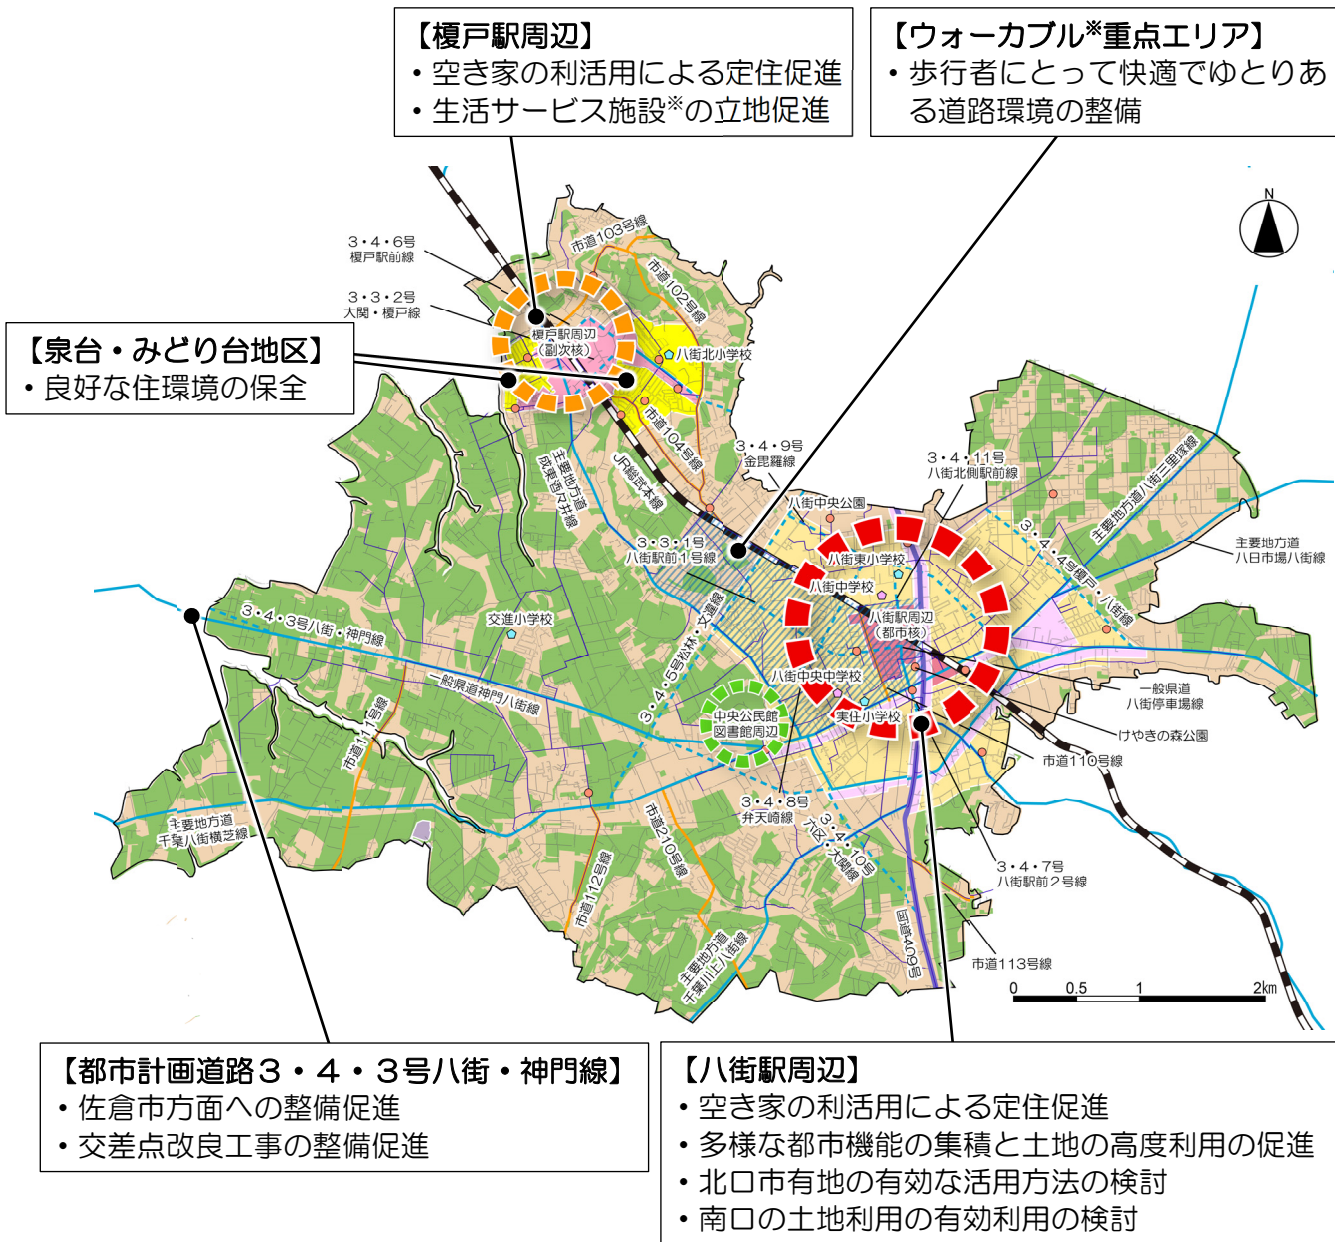 【榎戸駅周辺】
・空き家の利活用による定住促進
・生活サービス施設※の立地促進
【ウォーカブル※重点エリア】
・歩行者にとって快適でゆとりあ
る道路環境の整備
N
市道103号線
市道102号線
3・4・6号
榎戸駅前線
3・3・2号
大関・榎戸線
榎戸駅周辺
（副次核）
八街北小学校
【泉台・みどり台地区】
・良好な住環境の保全
市道104号線
JR総武本線
主要地方道
成東酒々井線
3・4・9号
金毘羅線
3・4・11号
八街北側駅前線
主要地方道八街三里塚線
八街中央公園
3・3・1号
八街駅前1号線
八街東小学校
八街中学校
3・4・4号榎戸・八街線
主要地方道
八日市場八街線
八街駅周辺
（都市核）
3・4・3号八街・神門線
交進小学校
3・4・5号松林・文違線
一般県道神門八街線
八街中央中学校
一般県道
八街停車場線
中央公民館
図書館周辺
実住小学校
けやきの森公園
市道110号線
市道111号線
3・4・8号
弁天崎線
3・4・10号
六区・大関線
主要地方道
千葉八街横芝線
市道210号線
市道112号線
3・4・7号
八街駅前2号線
国道409号
主要地方道
千葉川上八街線
市道113号線
0 0.5 1 2km
【都市計画道路3・4・3号八街・神門線】
・佐倉市方面への整備促進
・交差点改良工事の整備促進
【八街駅周辺】
・空き家の利活用による定住促進
・多様な都市機能の集積と土地の高度利用の促進
・北口市有地の有効な活用方法の検討
・南口の土地利用の有効利用の検討